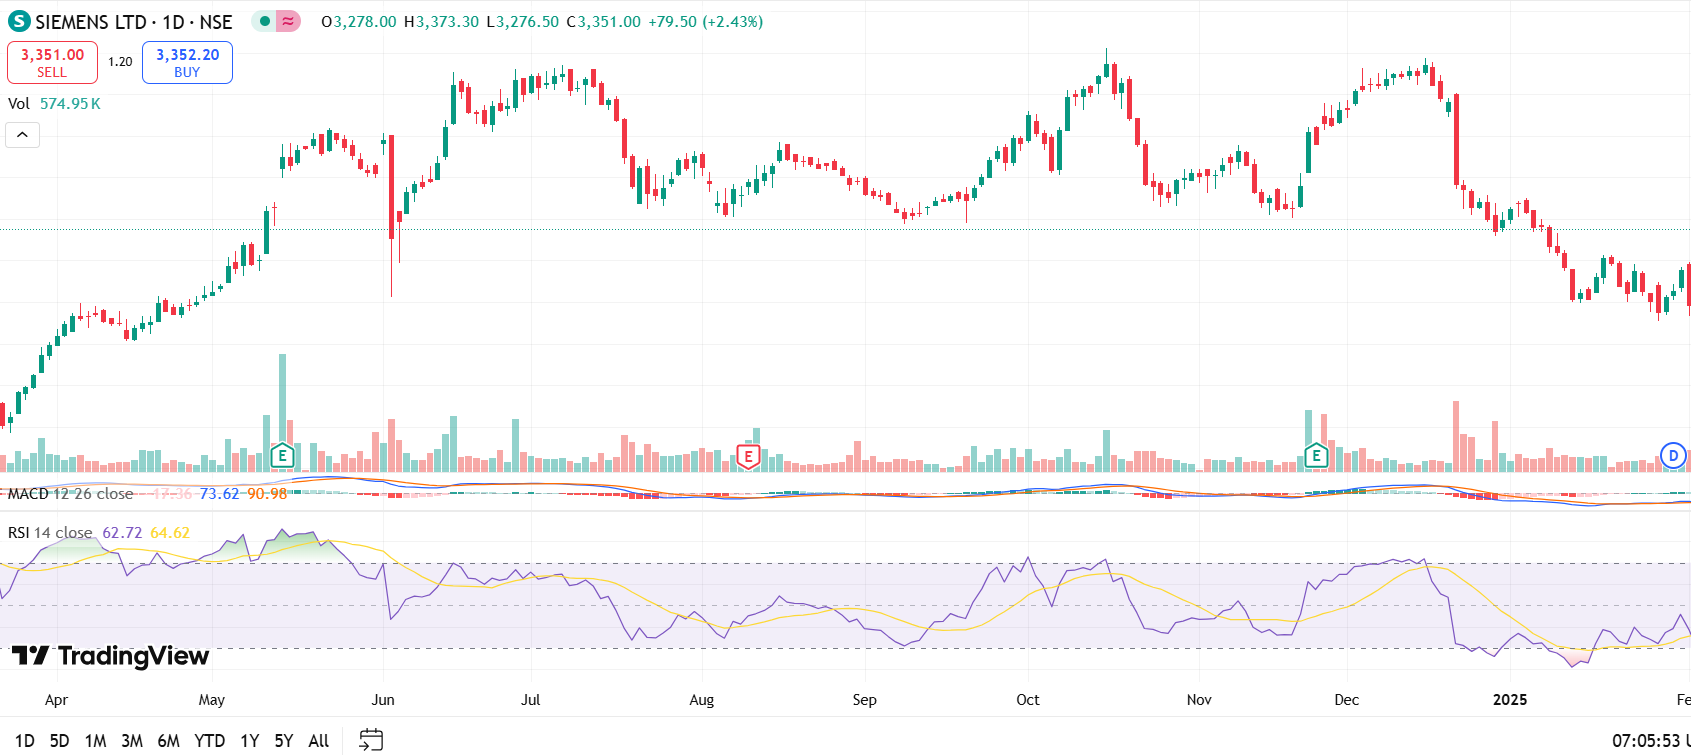 S SIEMENS LTD · 1D · NSE O3,278.00 H3,373.30 L3,276.50 C3,351.00 +79.50 (+2.43%)
3,351.00 SELL 1.20 3,352.20 BUY
Vol 574.95 K
E E E D
MACD 12 26 close -17.36 73.62 90.98
RSI 14 close 62.72 64.62
TradingView
Apr May Jun Jul Aug Sep Oct Nov Dec 2025 Fe
1D 5D 1M 3M 6M YTD 1Y 5Y All 07:05:53 U